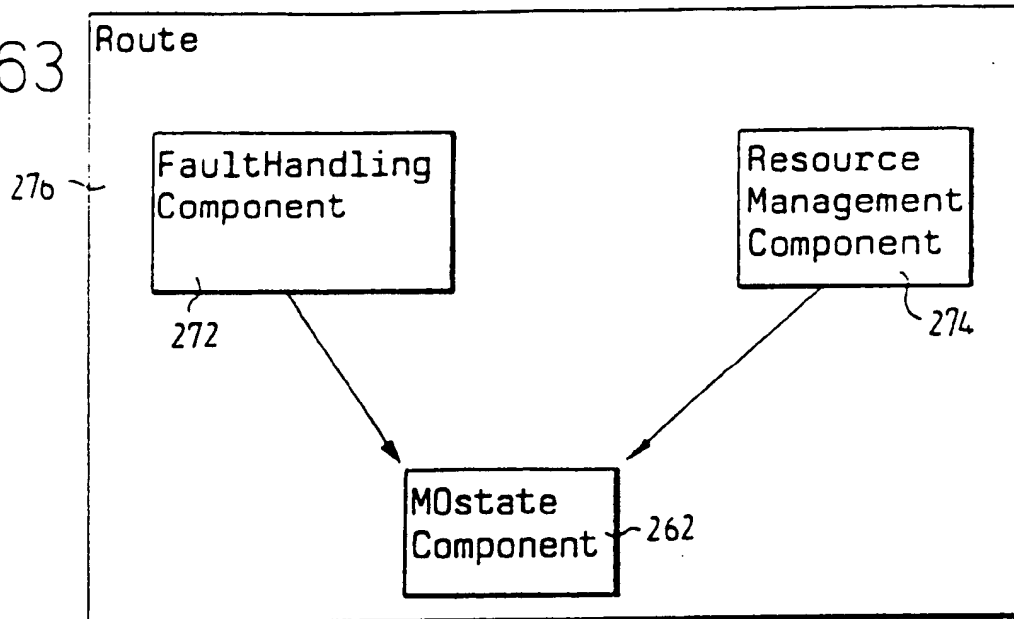 63
Route
FaultHandling
Component
276
272
Resource
Management
Component
274
MOstate
Component
262